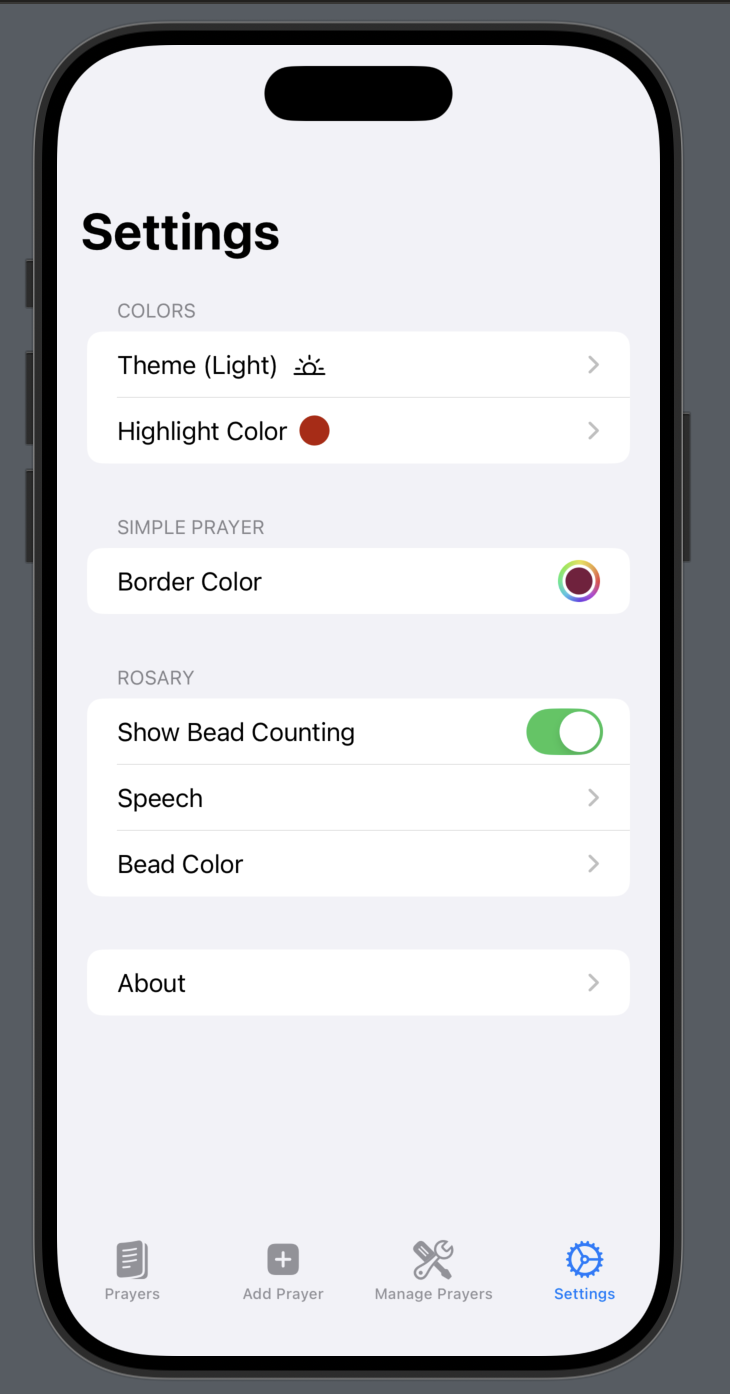 Settings
COLORS
Theme (Light)
Highlight Color
SIMPLE PRAYER
Border Color
ROSARY
Show Bead Counting
Speech
Bead Color
About
Prayers
Add Prayer
Manage Prayers
Settings